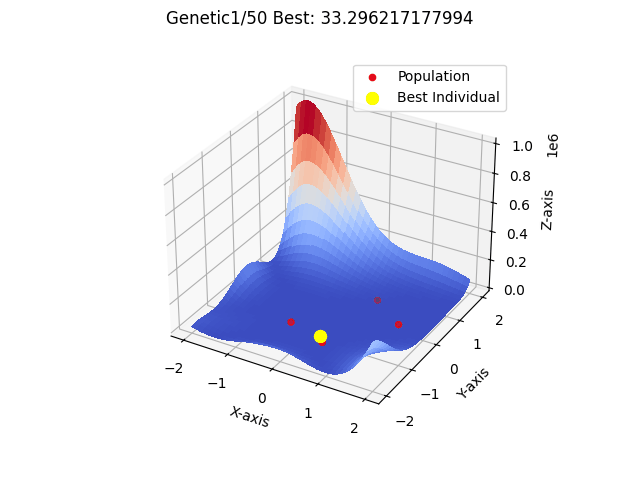 Genetic1/50 Best: 33.296217177994
Population
Best Individual
1e6
1.0
0.8
0.6
0.4
0.2
0.0
Z-axis
−2
−1
0
1
2
X-axis
−2
−1
0
1
2
Y-axis